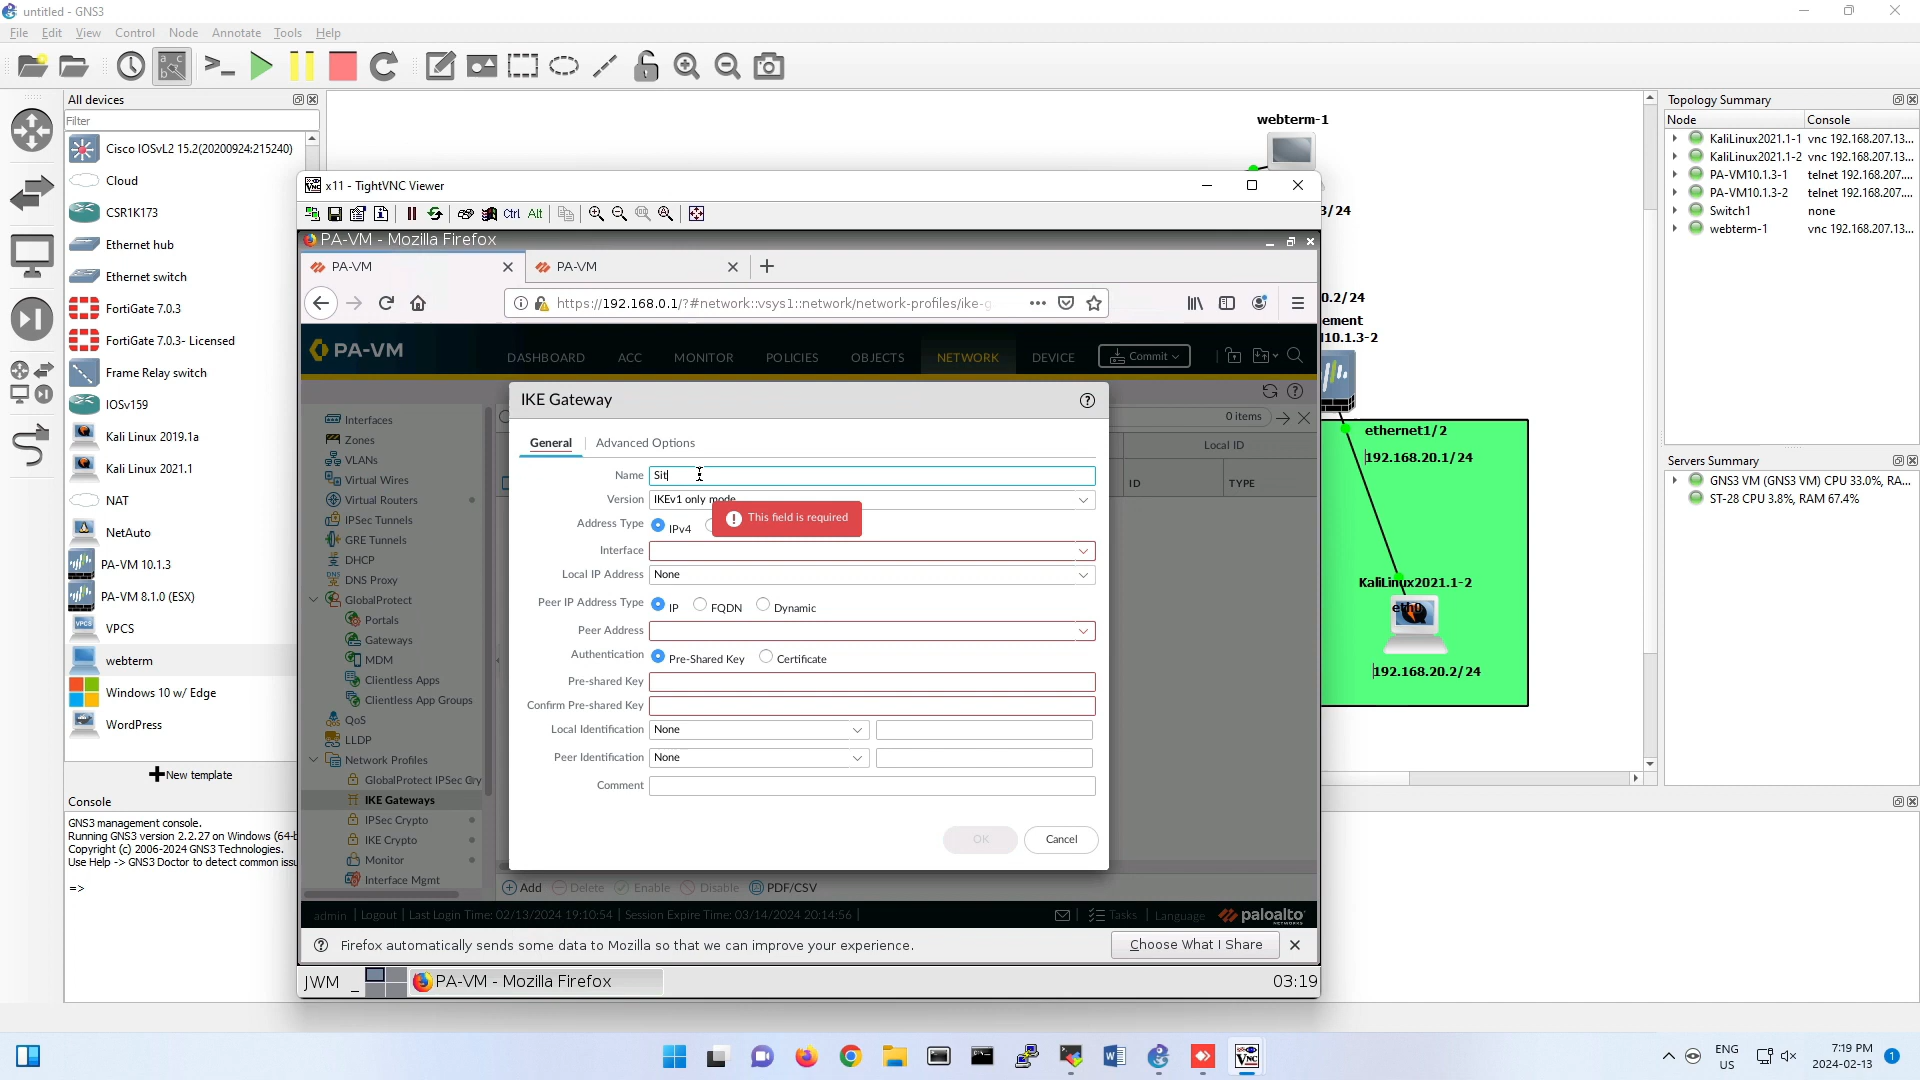 untitled - GNS3
File Edit View Control Node Annotate Tools Help
All devices
Filter
Cisco IOSvL2 15.2(20200924:215240)
Cloud
CSR1K173
Ethernet hub
Ethernet switch
FortiGate 7.0.3
FortiGate 7.0.3- Licensed
Frame Relay switch
IOSv159
Kali Linux 2019.1a
Kali Linux 2021.1
NAT
NetAuto
PA-VM 10.1.3
PA-VM 8.1.0 (ESX)
VPCS
webterm
Windows 10 w/ Edge
WordPress
New template
Console
GNS3 management console.
Running GNS3 version 2.2.27 on Windows (64-b
Copyright (c) 2006-2024 GNS3 Technologies.
Use Help -> GNS3 Doctor to detect common issu
=>
webterm-1
3/24
0.2/24
ement
10.1.3-2
ethernet1/2
192.168.20.1/24
KaliLinux2021.1-2
eth0
192.168.20.2/24
Topology Summary
Node Console
KaliLinux2021.1-1 vnc 192.168.207.13...
KaliLinux2021.1-2 vnc 192.168.207.13...
PA-VM10.1.3-1 telnet 192.168.207....
PA-VM10.1.3-2 telnet 192.168.207....
Switch1 none
webterm-1 vnc 192.168.207.13...
Servers Summary
GNS3 VM (GNS3 VM) CPU 33.0%, RA...
ST-28 CPU 3.8%, RAM 67.4%
x11 - TightVNC Viewer
Ctrl Alt
PA-VM - Mozilla Firefox
PA-VM
PA-VM
https://192.168.0.1/?#network::vsys1::network/network-profiles/ike-g
PA-VM
DASHBOARD ACC MONITOR POLICIES OBJECTS NETWORK DEVICE Commit
Interfaces
Zones
VLANs
Virtual Wires
Virtual Routers
IPSec Tunnels
GRE Tunnels
DHCP
DNS Proxy
GlobalProtect
Portals
Gateways
MDM
Clientless Apps
Clientless App Groups
QoS
LLDP
Network Profiles
GlobalProtect IPSec Cry
IKE Gateways
IPSec Crypto
IKE Crypto
Monitor
Interface Mgmt
0 items
Local ID
ID TYPE
IKE Gateway
General Advanced Options
Name Sit
Version IKEv1 only mode
This field is required
Address Type IPv4
Interface
Local IP Address None
Peer IP Address Type IP FQDN Dynamic
Peer Address
Authentication Pre-Shared Key Certificate
Pre-shared Key
Confirm Pre-shared Key
Local Identification None
Peer Identification None
Comment
OK Cancel
Add Delete Enable Disable PDF/CSV
admin | Logout | Last Login Time: 02/13/2024 19:10:54 | Session Expire Time: 03/14/2024 20:14:56 |
Tasks | Language paloalto
NETWORKS
Firefox automatically sends some data to Mozilla so that we can improve your experience.
Choose What I Share
JWM _ PA-VM - Mozilla Firefox 03:19
ENG
US
7:19 PM
2024-02-13
1